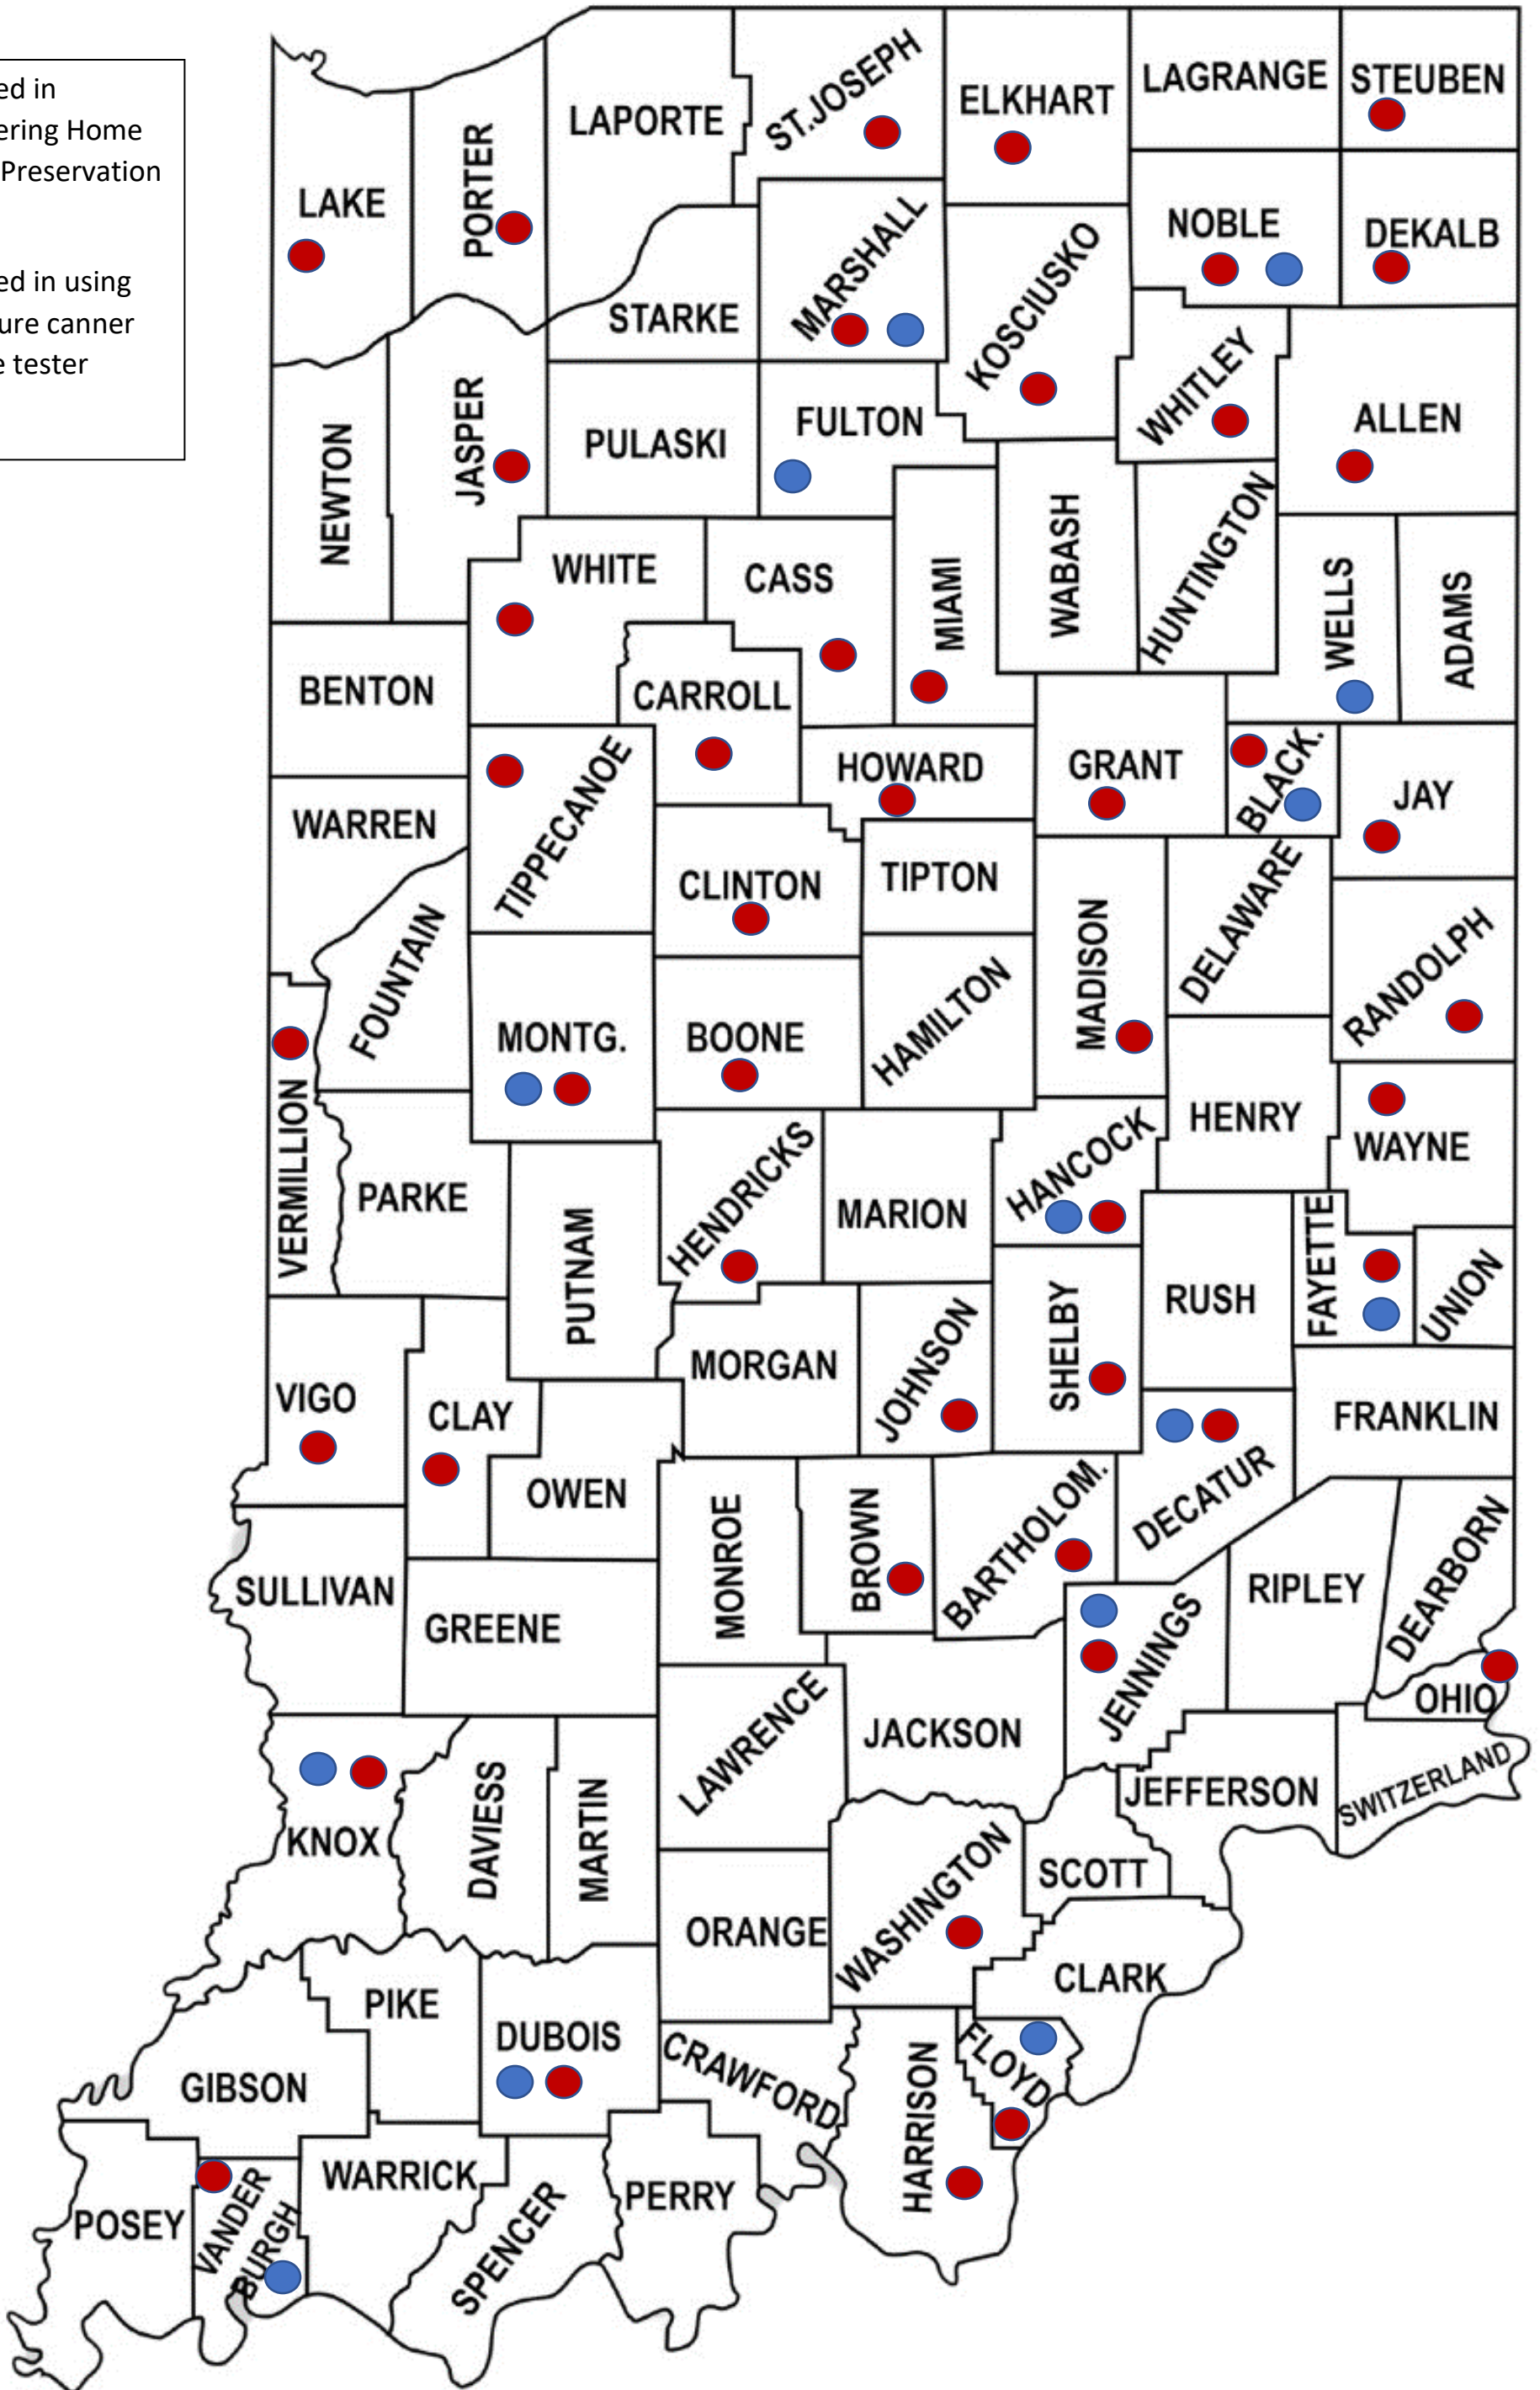 ed in
ering Home
Preservation
ed in using
ure canner
e tester
LAPORTE
ST.JOSEPH
ELKHART
LAGRANGE
STEUBEN
LAKE
PORTER
STARKE
MARSHALL
KOSCIUSKO
NOBLE
DEKALB
NEWTON
JASPER
PULASKI
FULTON
WHITLEY
ALLEN
WHITE
CASS
MIAMI
WABASH
HUNTINGTON
WELLS
ADAMS
BENTON
CARROLL
WARREN
TIPPECANOE
HOWARD
GRANT
BLACK.
JAY
CLINTON
TIPTON
FOUNTAIN
MADISON
DELAWARE
RANDOLPH
MONTG.
BOONE
HAMILTON
VERMILLION
PARKE
PUTNAM
HENDRICKS
MARION
HANCOCK
HENRY
WAYNE
VIGO
CLAY
MORGAN
JOHNSON
SHELBY
RUSH
FAYETTE
UNION
OWEN
FRANKLIN
SULLIVAN
GREENE
MONROE
BROWN
BARTHOLOM.
DECATUR
RIPLEY
DEARBORN
JENNINGS
OHIO
KNOX
DAVIESS
MARTIN
LAWRENCE
JACKSON
JEFFERSON
SWITZERLAND
ORANGE
WASHINGTON
SCOTT
CLARK
GIBSON
PIKE
DUBOIS
CRAWFORD
HARRISON
FLOYD
POSEY
VANDER
BURGH
WARRICK
SPENCER
PERRY